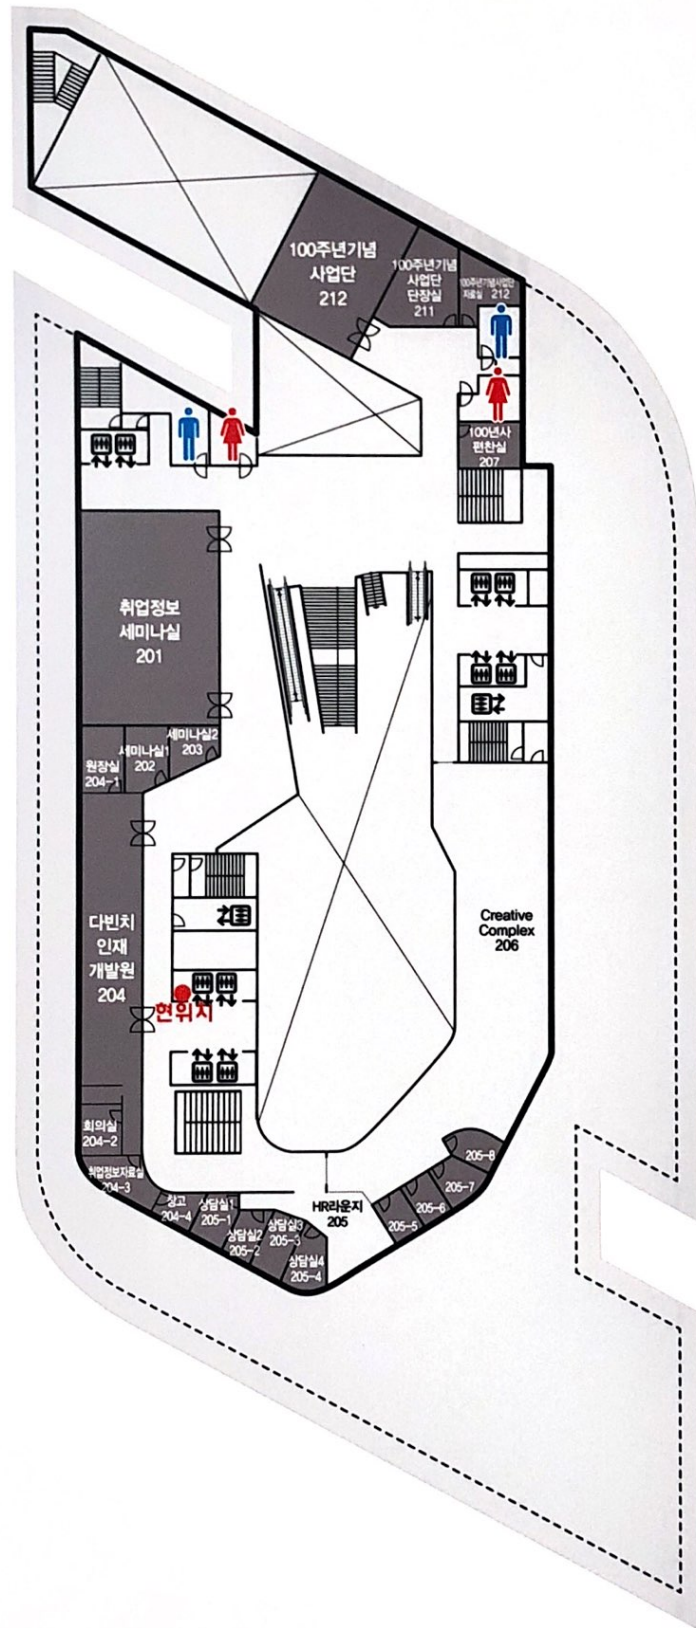 100주년기념
사업단
212
100주년기념
사업단
단장실
211
100주년기념사업단
자료실 212
100년사
편찬실
207
취업정보
세미나실
201
세미나실2
203
세미나실1
202
원장실
204-1
다빈치
인재
개발원
204
Creative
Complex
206
현위치
회의실
204-2
취업정보자료실
204-3
창고
204-4
상담실1
205-1
상담실2
205-2
상담실3
205-3
상담실4
205-4
HR라운지
205
205-5
205-6
205-7
205-8